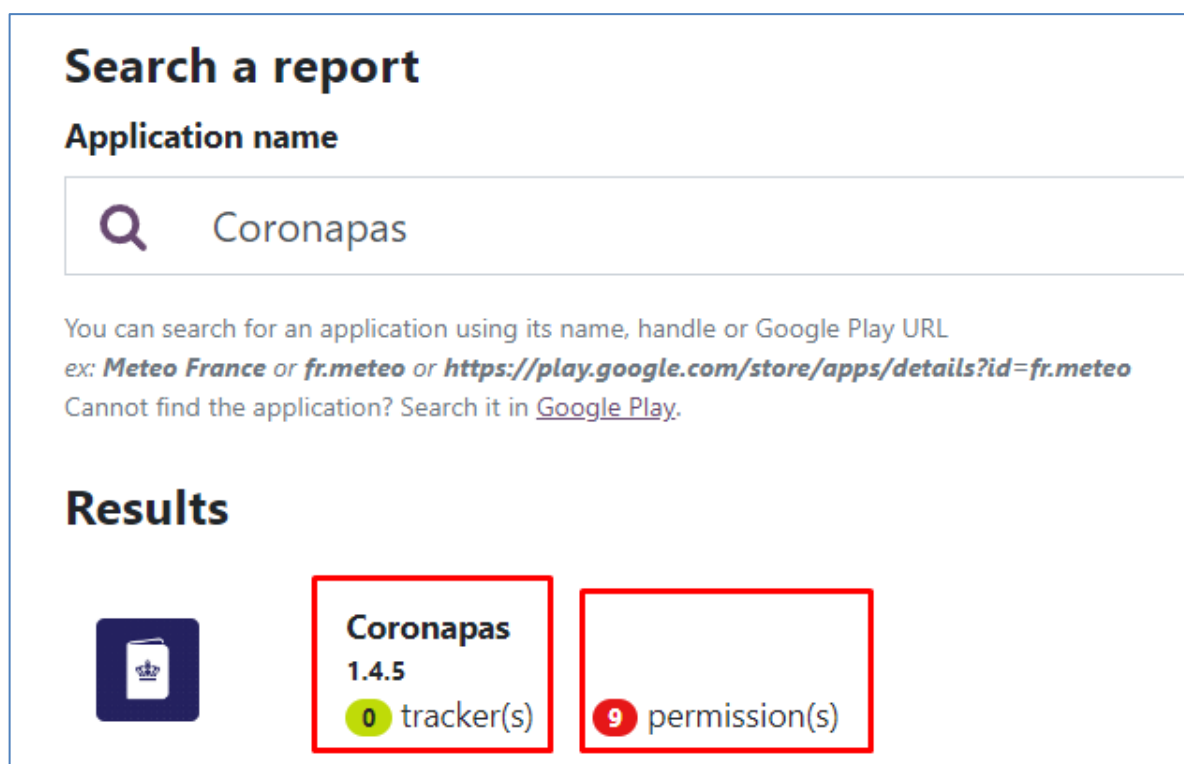 Search a report
Application name
Coronapas
You can search for an application using its name, handle or Google Play URL
ex: Meteo France or fr.meteo or https://play.google.com/store/apps/details?id=fr.meteo
Cannot find the application? Search it in Google Play.
Results
Coronapas
1.4.5
0 tracker(s) 9 permission(s)